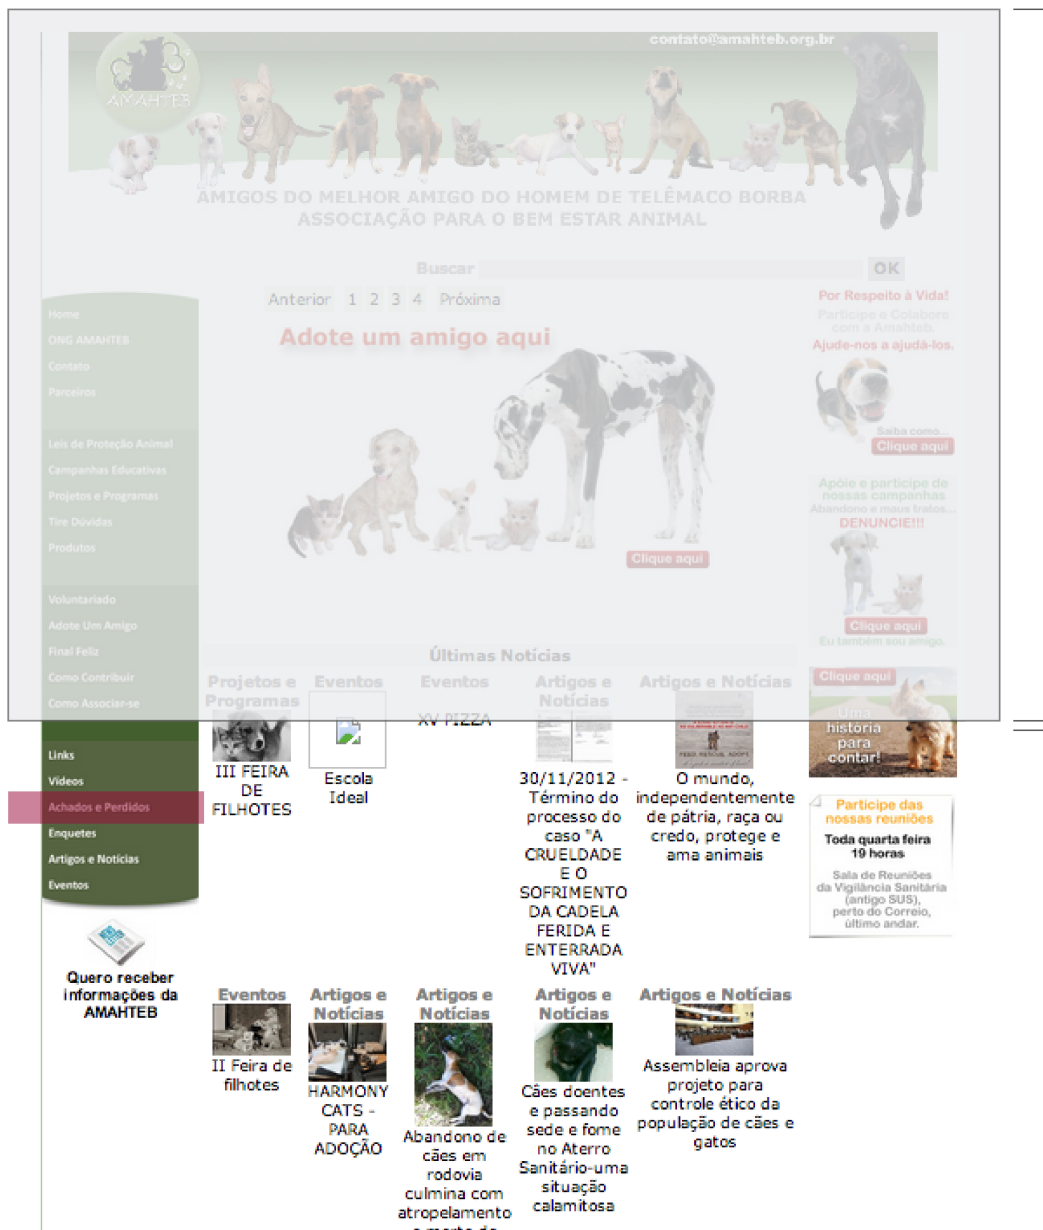 contato@amahteb.org.br
AMAHTEB
AMIGOS DO MELHOR AMIGO DO HOMEM DE TELÊMACO BORBA
ASSOCIAÇÃO PARA O BEM ESTAR ANIMAL
Buscar
OK
Anterior 1 2 3 4 Próxima
Home
ONG AMAHTEB
Contato
Parceiros
Leis de Proteção Animal
Campanhas Educativas
Projetos e Programas
Tire Dúvidas
Produtos
Voluntariado
Adote Um Amigo
Final Feliz
Como Contribuir
Como Associar-se
Links
Vídeos
Achados e Perdidos
Enquetes
Artigos e Notícias
Eventos
Quero receber
informações da
AMAHTEB
Adote um amigo aqui
Clique aqui
Por Respeito à Vida!
Participe e Colabore
com a Amahteb.
Ajude-nos a ajudá-los.
Saiba como...
Clique aqui
Apóie e participe de
nossas campanhas
Abandono e maus tratos...
DENUNCIE!!!
Clique aqui
Eu também sou amigo.
Clique aqui
Uma
história
para
contar!
Participe das
nossas reuniões
Toda quarta feira
19 horas
Sala de Reuniões
da Vigilância Sanitária
(antigo SUS),
perto do Correio,
último andar.
Últimas Notícias
Projetos e
Programas
III FEIRA
DE
FILHOTES
Eventos
Escola
Ideal
Eventos
XV PIZZA
Artigos e
Notícias
30/11/2012 -
Término do
processo do
caso "A
CRUELDADE
E O
SOFRIMENTO
DA CADELA
FERIDA E
ENTERRADA
VIVA"
Artigos e Notícias
O mundo,
independentemente
de pátria, raça ou
credo, protege e
ama animais
Eventos
II Feira de
filhotes
Artigos e
Notícias
HARMONY
CATS -
PARA
ADOÇÃO
Artigos e
Notícias
Abandono de
cães em
rodovia
culmina com
atropelamento
Artigos e
Notícias
Cães doentes
e passando
sede e fome
no Aterro
Sanitário-uma
situação
calamitosa
Artigos e Notícias
Assembleia aprova
projeto para
controle ético da
população de cães e
gatos